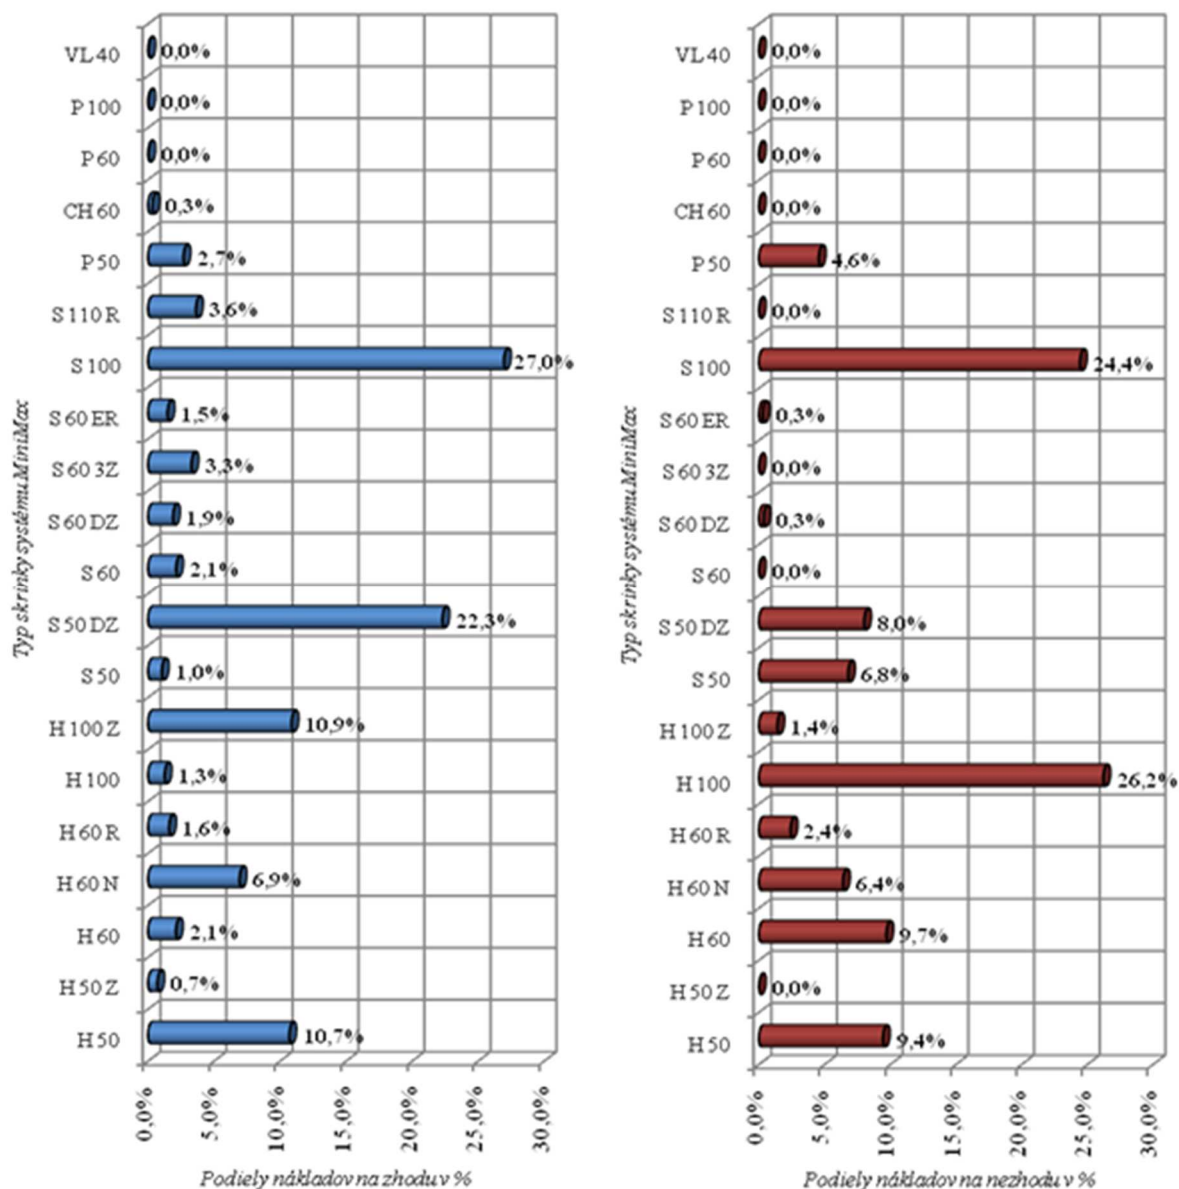 Typ skrinky systému MiniMax
VL 40 0,0%
P 100 0,0%
P 60 0,0%
CH 60 0,3%
P 50 2,7%
S 110 R 3,6%
S 100 27,0%
S 60 ER 1,5%
S 60 3Z 3,3%
S 60 DZ 1,9%
S 60 2,1%
S 50 DZ 22,3%
S 50 1,0%
H 100 Z 10,9%
H 100 1,3%
H 60 R 1,6%
H 60 N 6,9%
H 60 2,1%
H 50 Z 0,7%
H 50 10,7%
0,0% 5,0% 10,0% 15,0% 20,0% 25,0% 30,0%
Podiely nákladov na zhodu v %
Typ skrinky systému MiniMax
VL 40 0,0%
P 100 0,0%
P 60 0,0%
CH 60 0,0%
P 50 4,6%
S 110 R 0,0%
S 100 24,4%
S 60 ER 0,3%
S 60 3Z 0,0%
S 60 DZ 0,3%
S 60 0,0%
S 50 DZ 8,0%
S 50 6,8%
H 100 Z 1,4%
H 100 26,2%
H 60 R 2,4%
H 60 N 6,4%
H 60 9,7%
H 50 Z 0,0%
H 50 9,4%
0,0% 5,0% 10,0% 15,0% 20,0% 25,0% 30,0%
Podiely nákladov na nezhodu v %